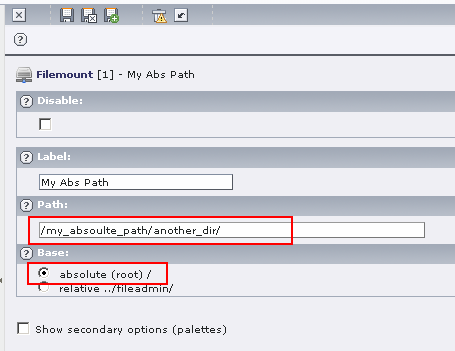 Filemount [1] - My Abs Path
Disable:
Label:
My Abs Path
Path:
/my_absoulte_path/another_dir/
Base:
absolute (root) /
relative ../fileadmin/
Show secondary options (palettes)